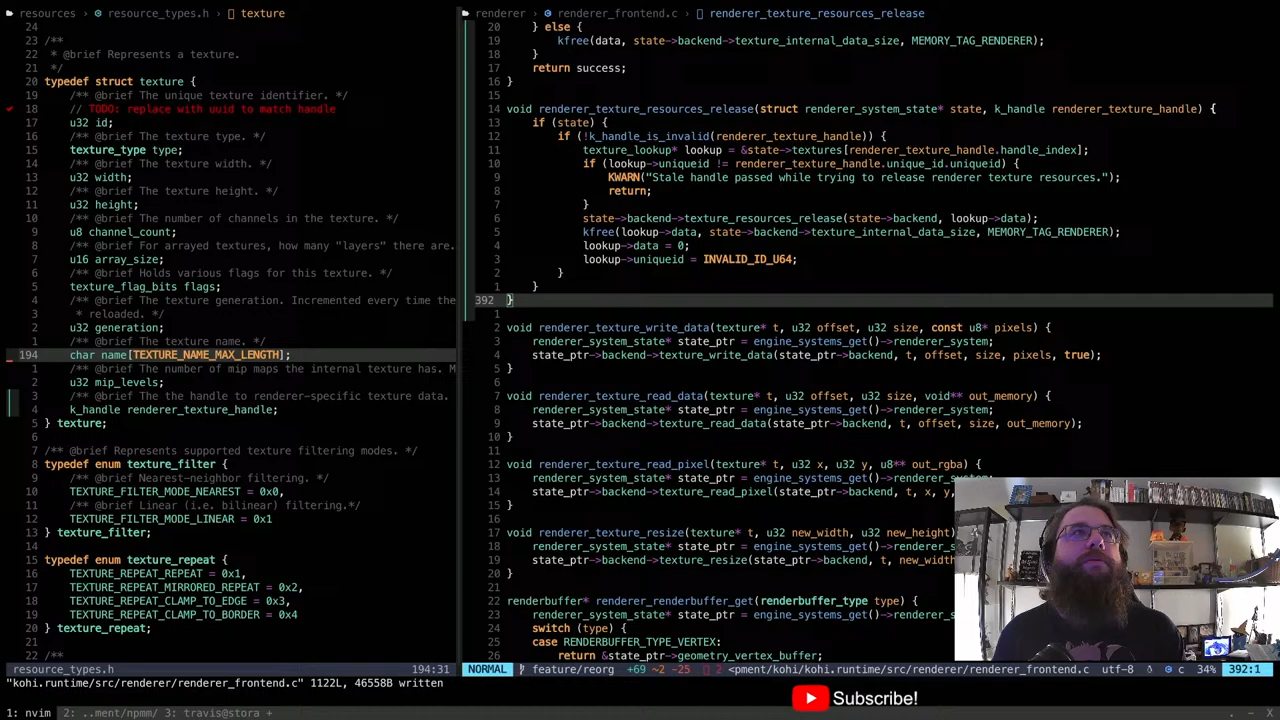 resources > resource_types.h > texture
24
23 /**
22  * @brief Represents a texture.
21  */
20 typedef struct texture {
19 /** @brief The unique texture identifier. */
18 // TODO: replace with uuid to match handle
17 u32 id;
16 /** @brief The texture type. */
15 texture_type type;
14 /** @brief The texture width. */
13 u32 width;
12 /** @brief The texture height. */
11 u32 height;
10 /** @brief The number of channels in the texture. */
9 u8 channel_count;
8 /** @brief For arrayed textures, how many "layers" there are.
7 u16 array_size;
6 /** @brief Holds various flags for this texture. */
5 texture_flag_bits flags;
4 /** @brief The texture generation. Incremented every time the
3  * reloaded. */
2 u32 generation;
1 /** @brief The texture name. */
194 char name[TEXTURE_NAME_MAX_LENGTH];
1 /** @brief The number of mip maps the internal texture has. M
2 u32 mip_levels;
3 /** @brief The the handle to renderer-specific texture data.
4 k_handle renderer_texture_handle;
5 } texture;
6
7 /** @brief Represents supported texture filtering modes. */
8 typedef enum texture_filter {
9 /** @brief Nearest-neighbor filtering. */
10 TEXTURE_FILTER_MODE_NEAREST = 0x0,
11 /** @brief Linear (i.e. bilinear) filtering.*/
12 TEXTURE_FILTER_MODE_LINEAR = 0x1
13 } texture_filter;
14
15 typedef enum texture_repeat {
16 TEXTURE_REPEAT_REPEAT = 0x1,
17 TEXTURE_REPEAT_MIRRORED_REPEAT = 0x2,
18 TEXTURE_REPEAT_CLAMP_TO_EDGE = 0x3,
19 TEXTURE_REPEAT_CLAMP_TO_BORDER = 0x4
20 } texture_repeat;
21
22 /**
resource_types.h 194:31
renderer > renderer_frontend.c > renderer_texture_resources_release
20 } else {
19 kfree(data, state->backend->texture_internal_data_size, MEMORY_TAG_RENDERER);
18 }
17 return success;
16 }
15
14 void renderer_texture_resources_release(struct renderer_system_state* state, k_handle renderer_texture_handle) {
13 if (state) {
12 if (!k_handle_is_invalid(renderer_texture_handle)) {
11 texture_lookup* lookup = &state->textures[renderer_texture_handle.handle_index];
10 if (lookup->uniqueid != renderer_texture_handle.unique_id.uniqueid) {
9 KWARN("Stale handle passed while trying to release renderer texture resources.");
8 return;
7 }
6 state->backend->texture_resources_release(state->backend, lookup->data);
5 kfree(lookup->data, state->backend->texture_internal_data_size, MEMORY_TAG_RENDERER);
4 lookup->data = 0;
3 lookup->uniqueid = INVALID_ID_U64;
2 }
1 }
392 }
1
2 void renderer_texture_write_data(texture* t, u32 offset, u32 size, const u8* pixels) {
3 renderer_system_state* state_ptr = engine_systems_get()->renderer_system;
4 state_ptr->backend->texture_write_data(state_ptr->backend, t, offset, size, pixels, true);
5 }
6
7 void renderer_texture_read_data(texture* t, u32 offset, u32 size, void** out_memory) {
8 renderer_system_state* state_ptr = engine_systems_get()->renderer_system;
9 state_ptr->backend->texture_read_data(state_ptr->backend, t, offset, size, out_memory);
10 }
11
12 void renderer_texture_read_pixel(texture* t, u32 x, u32 y, u8** out_rgba) {
13 renderer_system_state* state_ptr = engine_systems_get()->renderer_s
14 state_ptr->backend->texture_read_pixel(state_ptr->backend, t, x, y,
15 }
16
17 void renderer_texture_resize(texture* t, u32 new_width, u32 new_height)
18 renderer_system_state* state_ptr = engine_systems_get()->renderer_s
19 state_ptr->backend->texture_resize(state_ptr->backend, t, new_width
20 }
21
22 renderbuffer* renderer_renderbuffer_get(renderbuffer_type type) {
23 renderer_system_state* state_ptr = engine_systems_get()->renderer_s
24 switch (type) {
25 case RENDERBUFFER_TYPE_VERTEX:
26 return &state_ptr->geometry_vertex_buffer;
NORMAL feature/reorg +69 ~2 -25 2 <pment/kohi/kohi.runtime/src/renderer/renderer_frontend.c utf-8 c 34% 392:1
"kohi.runtime/src/renderer/renderer_frontend.c" 1122L, 46558B written
Subscribe!
1: nvim 2: ..ment/npmm/ 3: travis@stora +